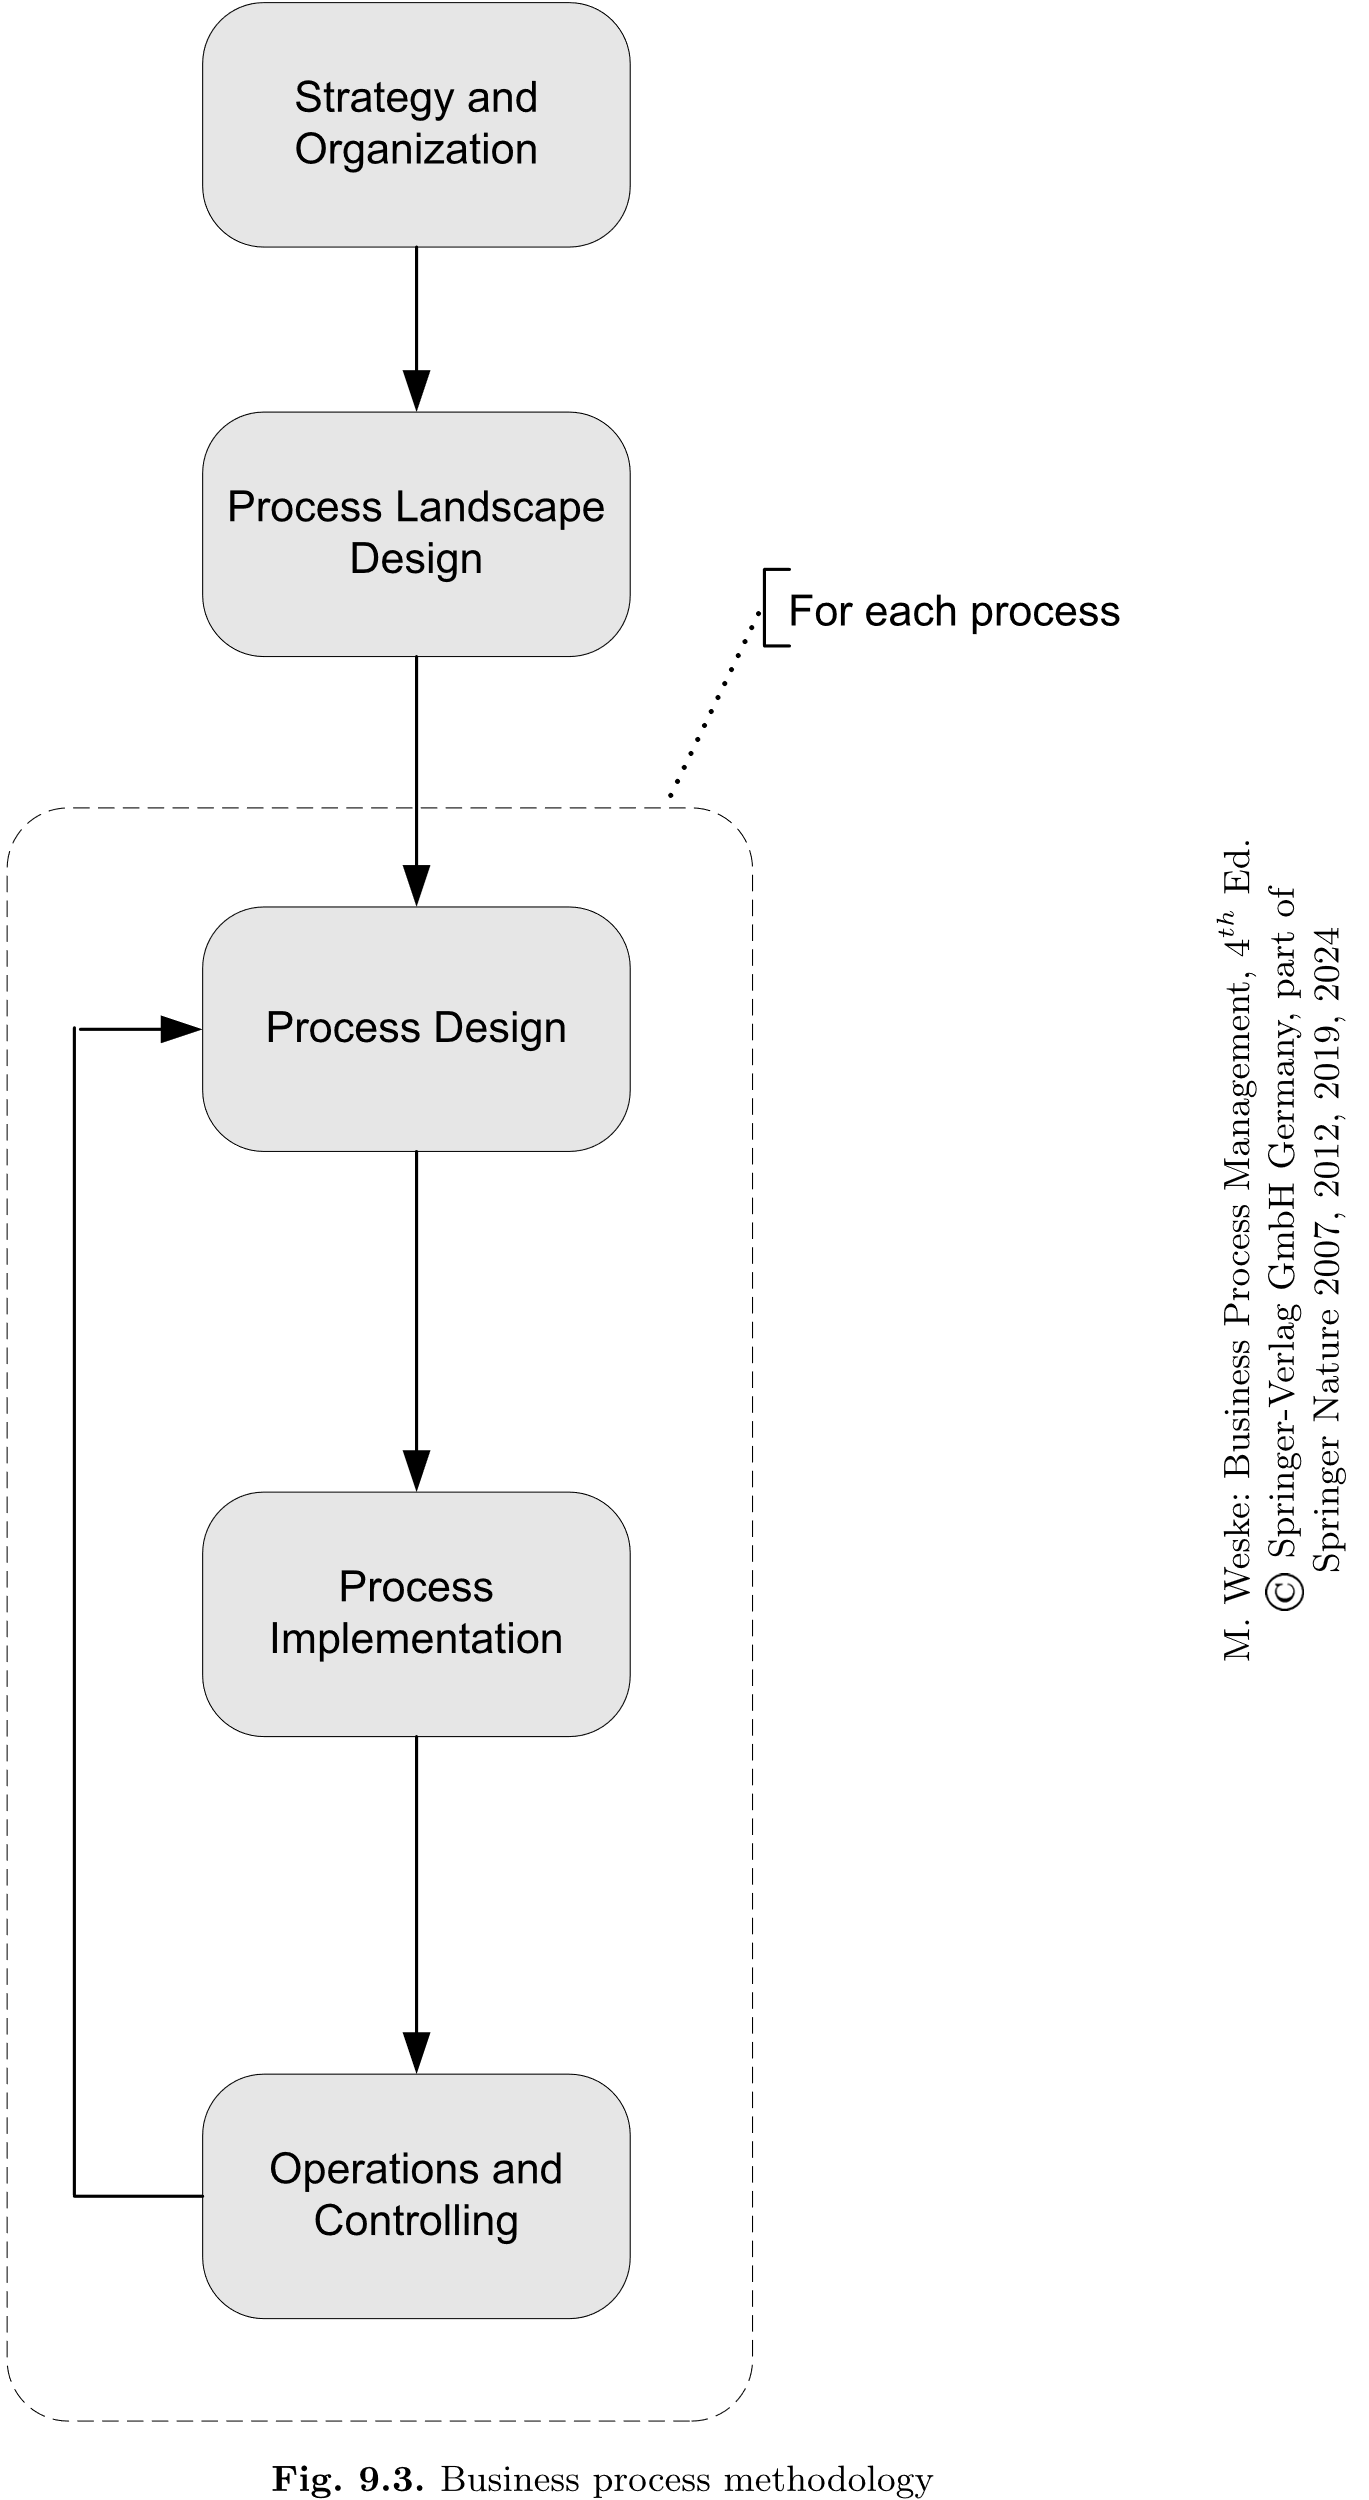 Strategy and
Organization
Process Landscape
Design
For each process
Process Design
Process
Implementation
Operations and
Controlling
M. Weske: Business Process Management, 4th Ed.
© Springer-Verlag GmbH Germany, part of
Springer Nature 2007, 2012, 2019, 2024
Fig. 9.3. Business process methodology